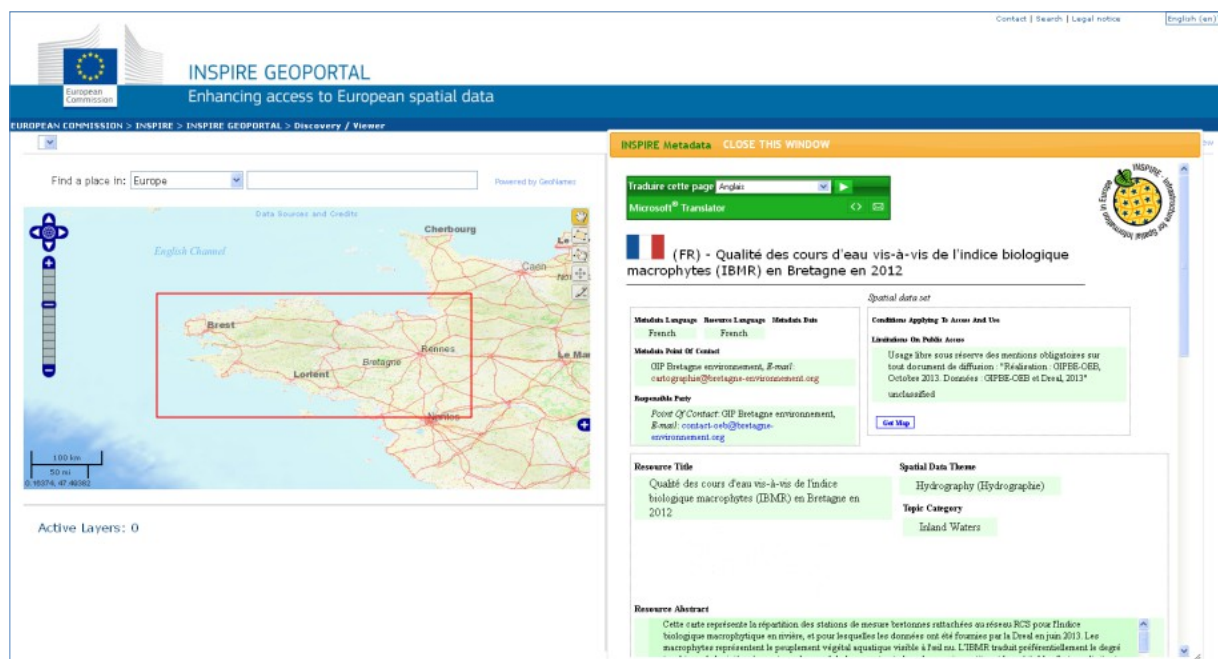 Contact | Search | Legal notice
English (en)
European
Commission
INSPIRE GEOPORTAL
Enhancing access to European spatial data
EUROPEAN COMMISSION > INSPIRE > INSPIRE GEOPORTAL > Discovery / Viewer
Find a place in: Europe
Powered by GeoNames
Data Sources and Credits
English Channel
Cherbourg
Caen
Brest
Rennes
Bretagne
Le Ma
Lorient
Nantes
100 km
50 mi
Active Layers: 0
INSPIRE Metadata CLOSE THIS WINDOW
Traduire cette page Anglais
Microsoft® Translator
INSPIRE - Infrastructure for Spatial Information in Europe
(FR) - Qualité des cours d'eau vis-à-vis de l'indice biologique
macrophytes (IBMR) en Bretagne en
2012
Spatial data set
Metadata Language Resource Language Metadata Date
French French
Metadata Point Of Contact
GIP Bretagne environnement, E-mail:
cartographie@bretagne-environnement.org
Responsible Party
Point Of Contact: GIP Bretagne environnement,
E-mail: contact-oeb@bretagne-
environnement.org
Conditions Applying To Access And Use
Limitations On Public Access
Usage libre sous réserve des mentions obligatoires sur
tout document de diffusion : "Réalisation : GIPBE-OEB,
Octobre 2013. Données : GIPBE-OEB et Dreal, 2013"
unclassified
Get Map
Resource Title
Qualité des cours d'eau vis-à-vis de l'indice
biologique macrophytes (IBMR) en Bretagne en
2012
Spatial Data Theme
Hydrography (Hydrographie)
Topic Category
Inland Waters
Resource Abstract
Cette carte représente la répartition des stations de mesure bretonnes rattachées au réseau RCS pour l'Indice
biologique macrophytique en rivière, et pour lesquelles les données ont été fournies par la Dreal en juin 2013. Les
macrophytes représentent le peuplement végétal aquatique visible à l'œil nu. L'IBMR traduit préférentiellement le degré